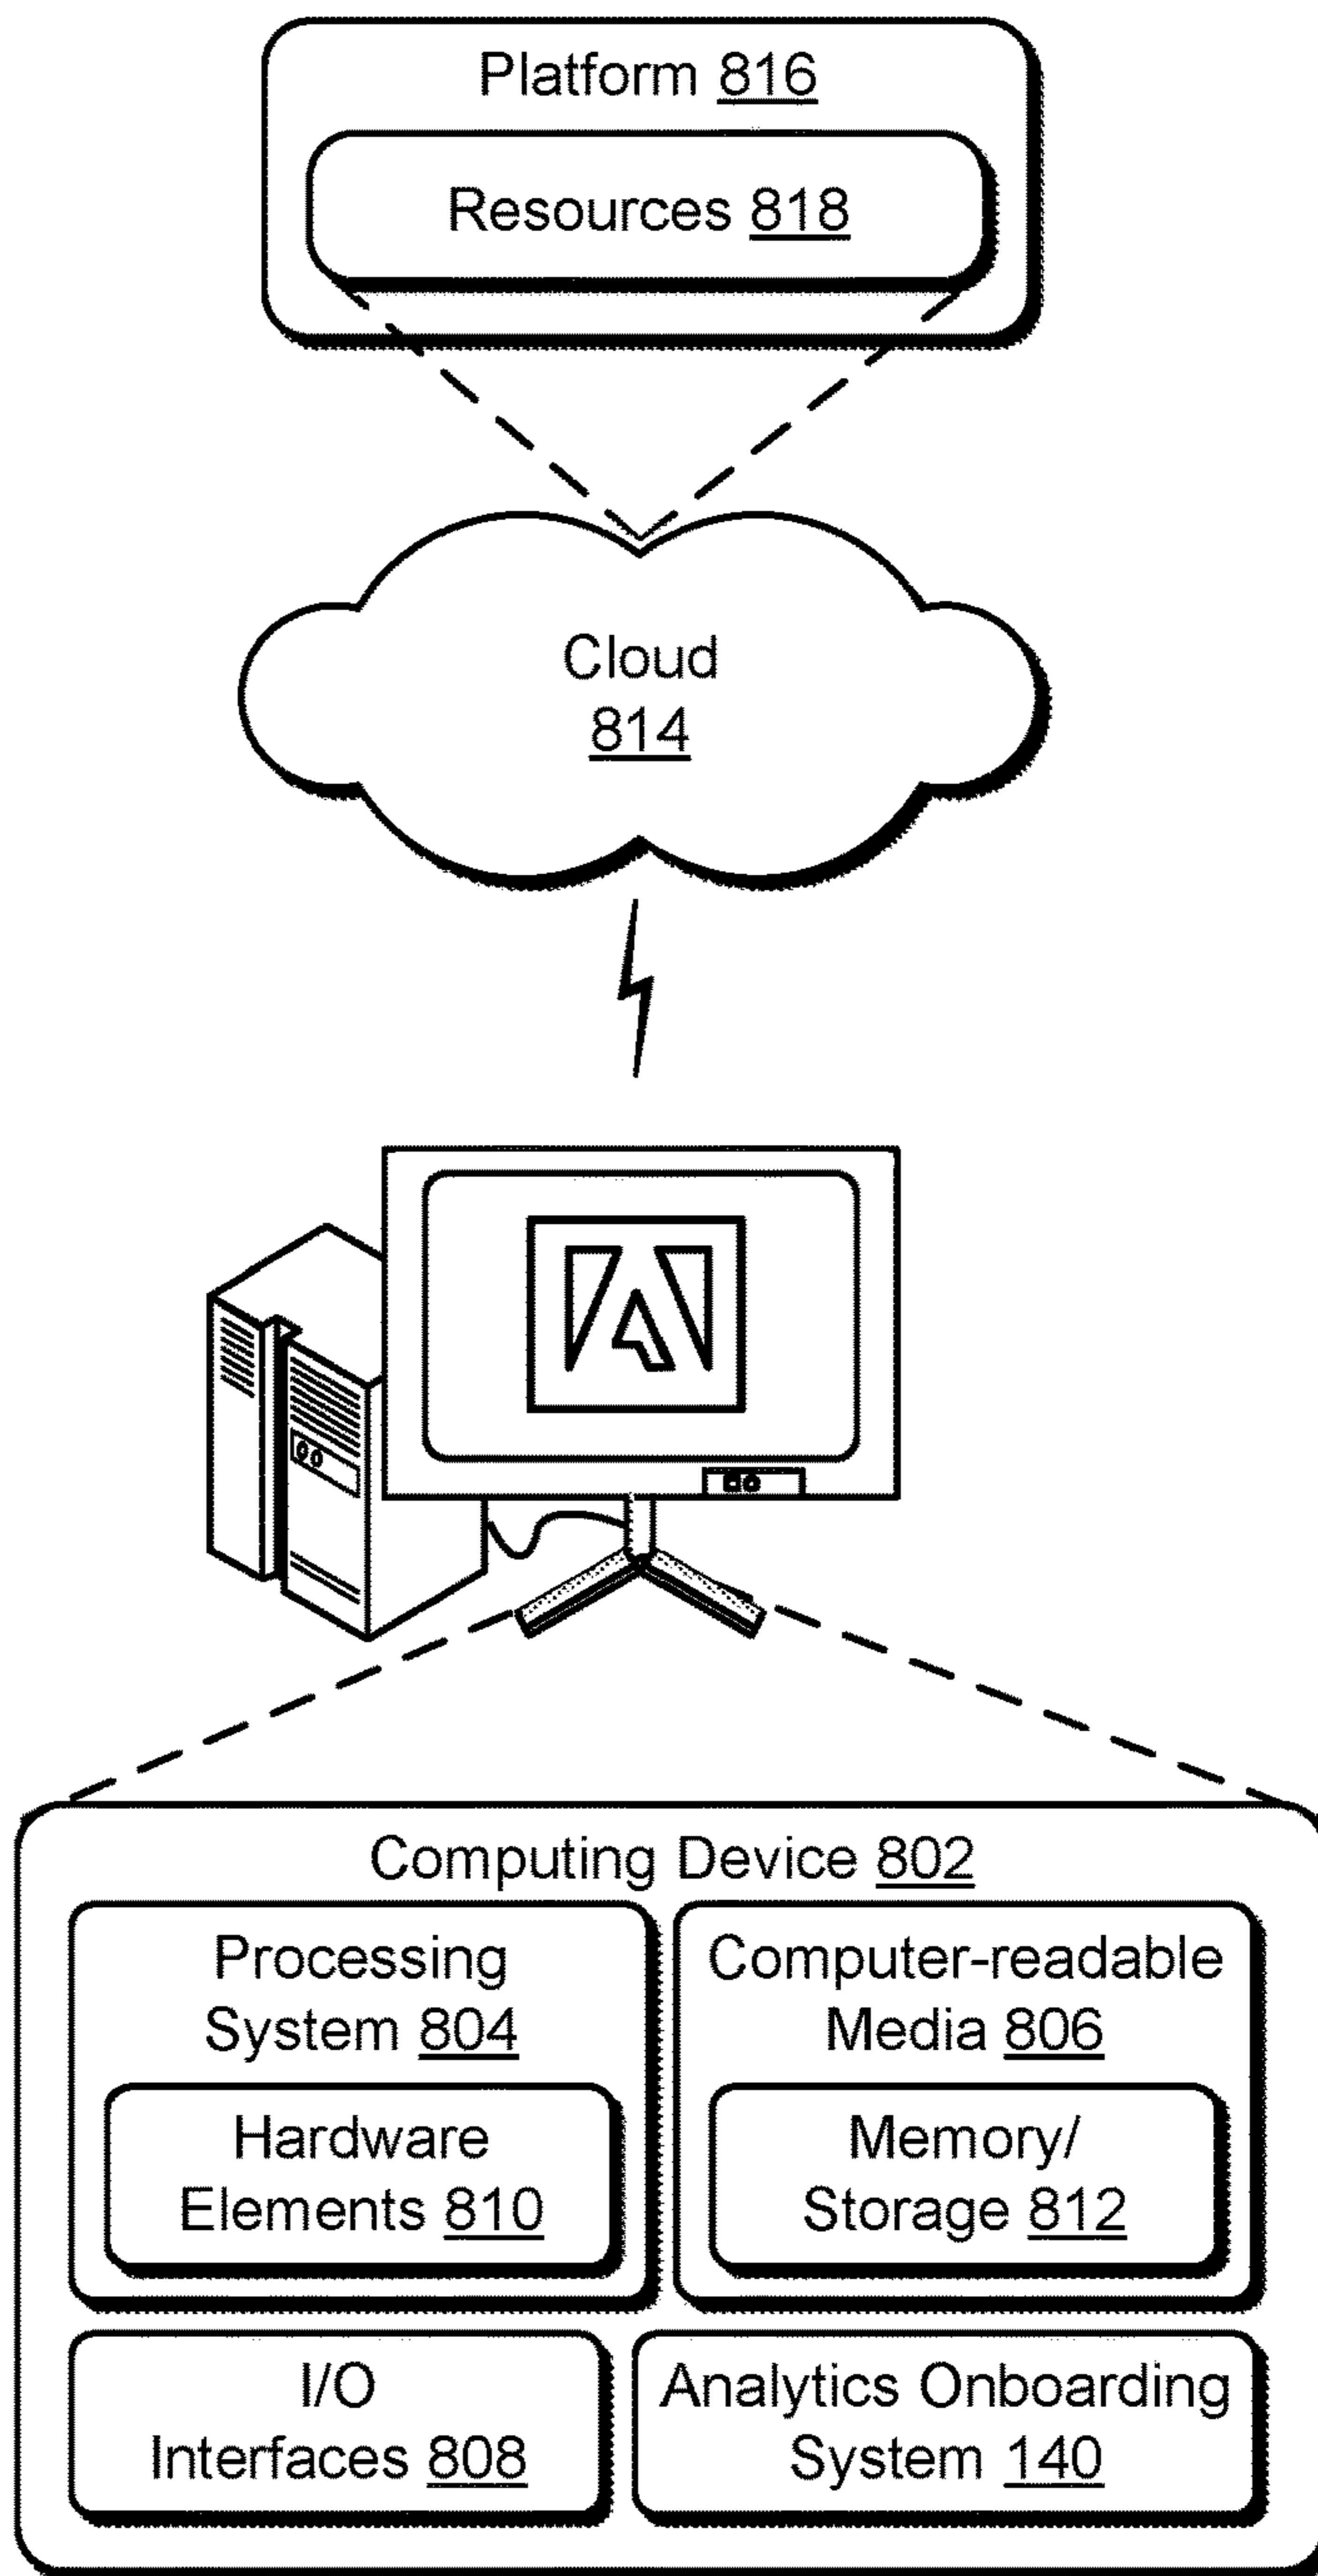 Platform 816
Resources 818
Cloud
814
Computing Device 802
Processing
System 804
Hardware
Elements 810
Computer-readable
Media 806
Memory/
Storage 812
I/O
Interfaces 808
Analytics Onboarding
System 140